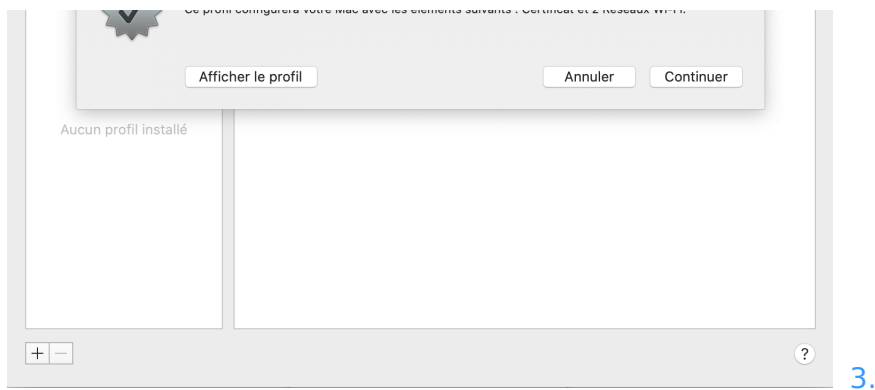 Ce profil configurera votre Mac avec les éléments suivants : Certificat et 2 Réseaux Wi-Fi.
Afficher le profil
Annuler
Continuer
Aucun profil installé
+ −
?
3.